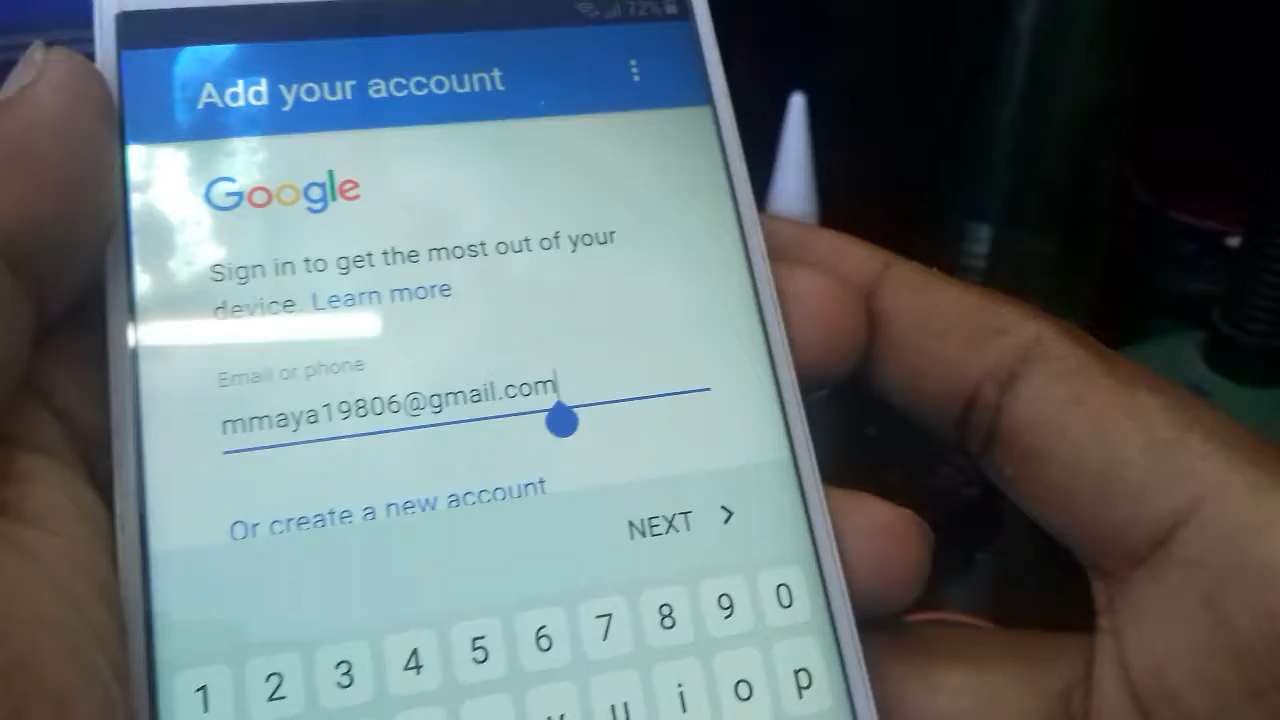 72%
Add your account
Google
Sign in to get the most out of your
device. Learn more
Email or phone
mmaya19806@gmail.com
Or create a new account
NEXT
1 2 3 4 5 6 7 8 9 0
u i o p